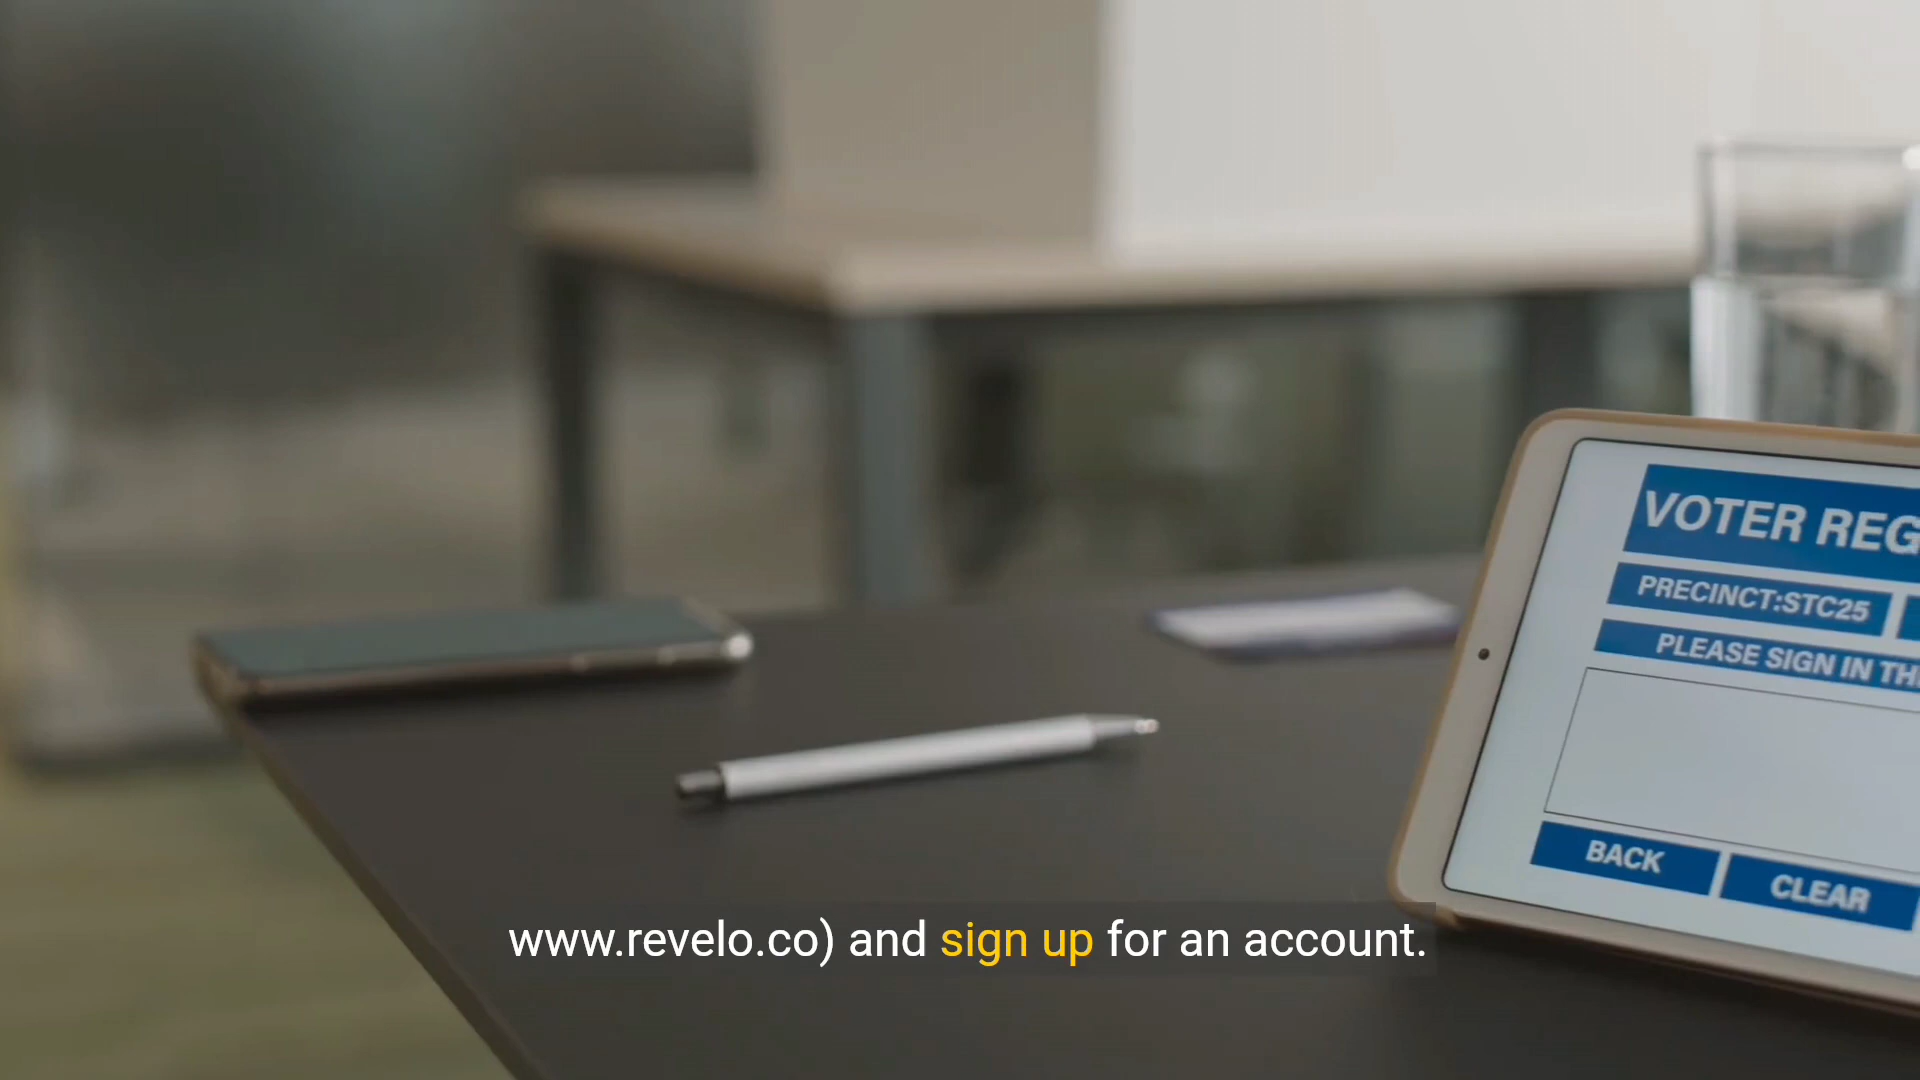 VOTER REG
PRECINCT:STC25
PLEASE SIGN IN TH
BACK
CLEAR
www.revelo.co) and sign up for an account.